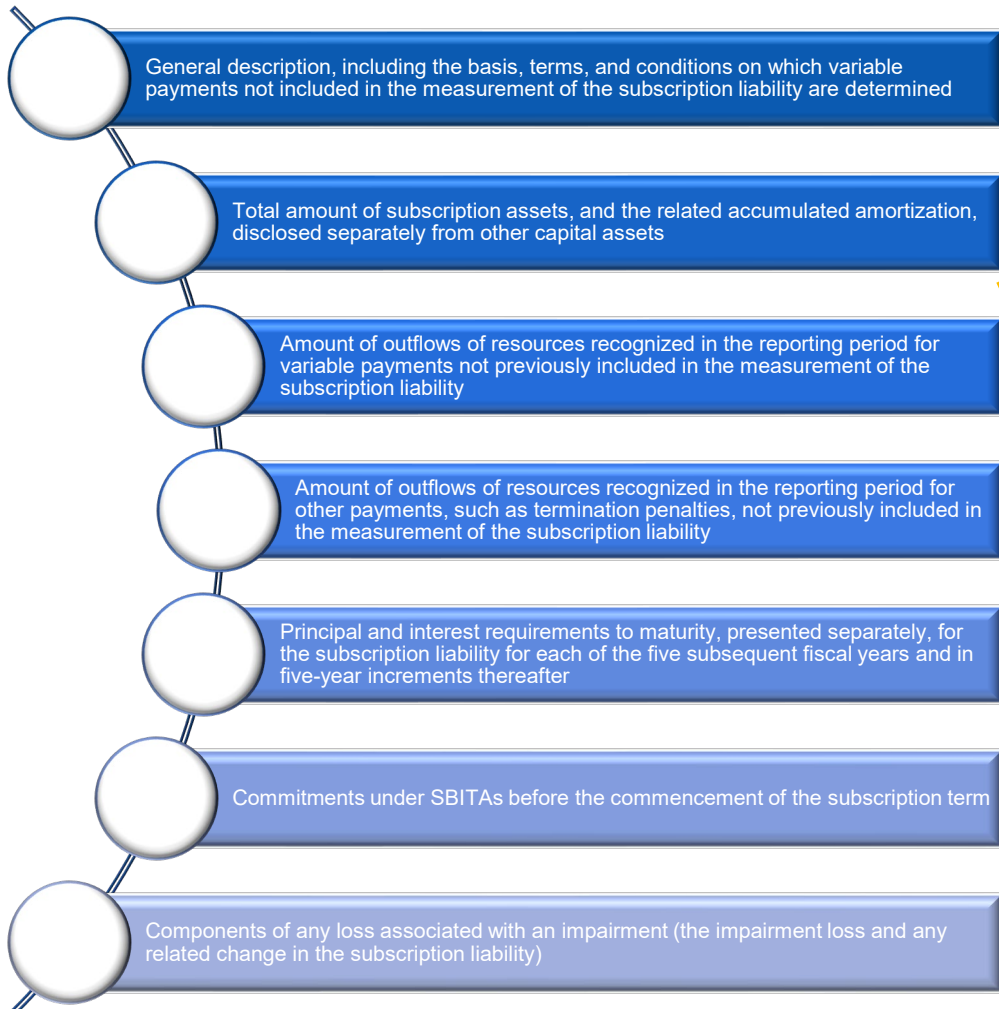 General description, including the basis, terms, and conditions on which variable
payments not included in the measurement of the subscription liability are determined
Total amount of subscription assets, and the related accumulated amortization,
disclosed separately from other capital assets
Amount of outflows of resources recognized in the reporting period for
variable payments not previously included in the measurement of the
subscription liability
Amount of outflows of resources recognized in the reporting period for
other payments, such as termination penalties, not previously included in
the measurement of the subscription liability
Principal and interest requirements to maturity, presented separately, for
the subscription liability for each of the five subsequent fiscal years and in
five-year increments thereafter
Commitments under SBITAs before the commencement of the subscription term
Components of any loss associated with an impairment (the impairment loss and any
related change in the subscription liability)